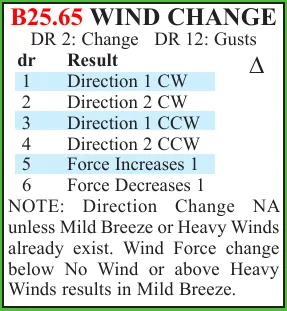 B25.65 WIND CHANGE
DR 2: Change DR 12: Gusts
dr Result
Δ
1 Direction 1 CW
2 Direction 2 CW
3 Direction 1 CCW
4 Direction 2 CCW
5 Force Increases 1
6 Force Decreases 1
NOTE: Direction Change NA
unless Mild Breeze or Heavy Winds
already exist. Wind Force change
below No Wind or above Heavy
Winds results in Mild Breeze.